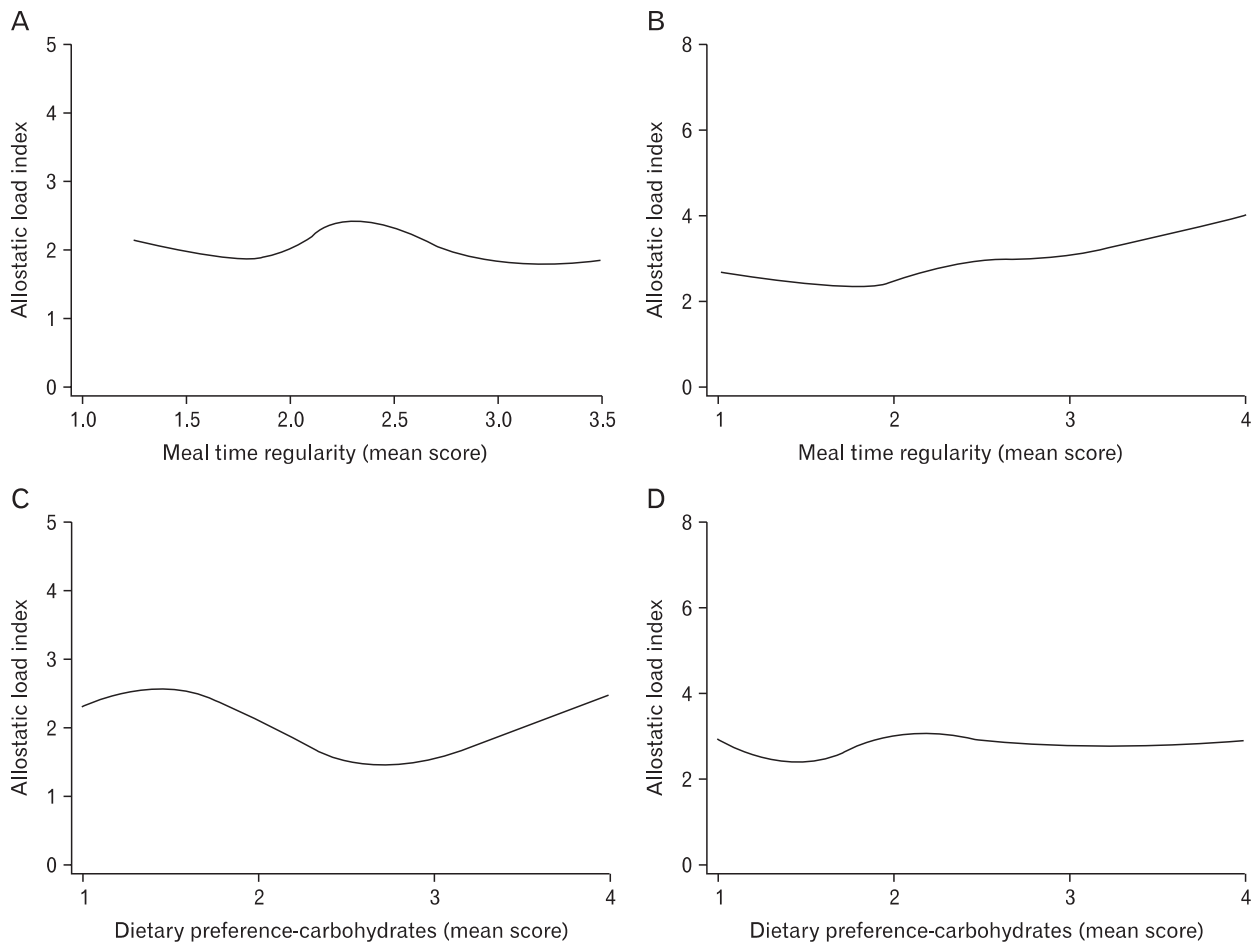 A
Allostatic load index
5
4
3
2
1
0
1.0 1.5 2.0 2.5 3.0 3.5
Meal time regularity (mean score)
B
Allostatic load index
8
6
4
2
0
1 2 3 4
Meal time regularity (mean score)
C
Allostatic load index
5
4
3
2
1
0
1 2 3 4
Dietary preference-carbohydrates (mean score)
D
Allostatic load index
8
6
4
2
0
1 2 3 4
Dietary preference-carbohydrates (mean score)